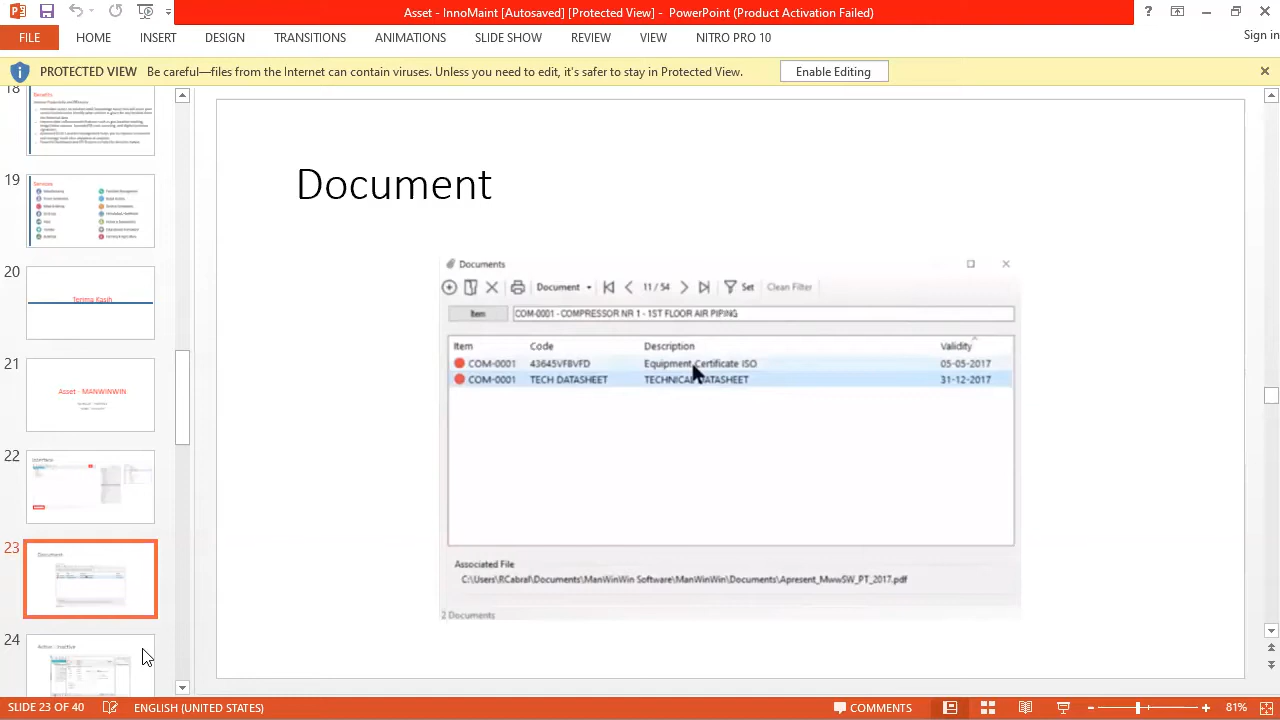 Asset - InnoMaint [Autosaved] [Protected View] - PowerPoint (Product Activation Failed)
FILE HOME INSERT DESIGN TRANSITIONS ANIMATIONS SLIDE SHOW REVIEW VIEW NITRO PRO 10 Sign in
PROTECTED VIEW Be careful—files from the Internet can contain viruses. Unless you need to edit, it's safer to stay in Protected View. Enable Editing
18
Benefits
19
Services
20
Terima Kasih
21
Asset - MANWINWIN
22
Interface
23
Document
24
Document
Documents
Document 11 / 54 Set Clean Filter
Item COM-0001 - COMPRESSOR NR 1 - 1ST FLOOR AIR PIPING
Item Code Description Validity
COM-0001 43645VFBVFD Equipment Certificate ISO 05-05-2017
COM-0001 TECH DATASHEET TECHNICAL DATASHEET 31-12-2017
Associated File
C:\Users\RCabral\Documents\ManWinWin Software\ManWinWin\Documents\Apresent_MwwSW_PT_2017.pdf
2 Documents
SLIDE 23 OF 40 ENGLISH (UNITED STATES) COMMENTS 81%